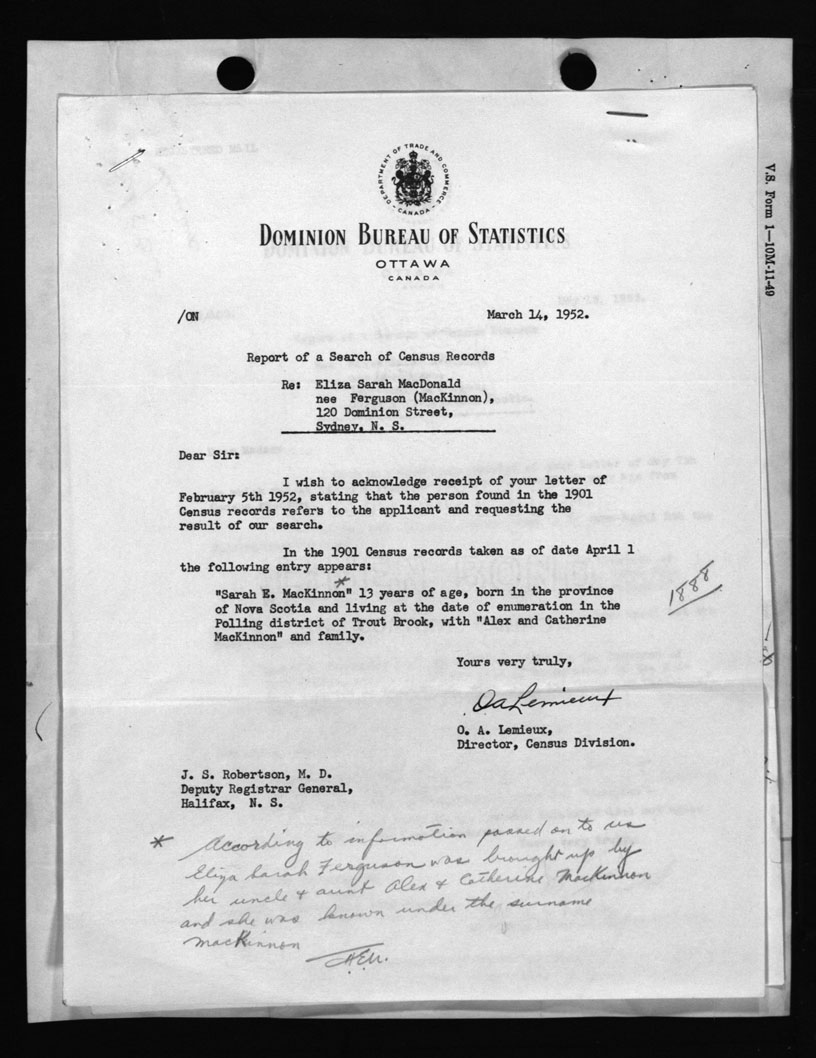 DEPARTMENT OF TRADE AND COMMERCE
- CANADA -
DOMINION BUREAU OF STATISTICS
OTTAWA
CANADA
V.S. Form 1—10M-11-49
/ON
March 14, 1952.
Report of a Search of Census Records
Re: Eliza Sarah MacDonald
nee Ferguson (MacKinnon),
120 Dominion Street,
Sydney, N. S.
Dear Sir:
I wish to acknowledge receipt of your letter of
February 5th 1952, stating that the person found in the 1901
Census records refers to the applicant and requesting the
result of our search.
In the 1901 Census records taken as of date April 1
the following entry appears:
*
"Sarah E. MacKinnon" 13 years of age, born in the province
of Nova Scotia and living at the date of enumeration in the
Polling district of Trout Brook, with "Alex and Catherine
MacKinnon" and family.
1888
Yours very truly,
OaLemieux
O. A. Lemieux,
Director, Census Division.
J. S. Robertson, M. D.
Deputy Registrar General,
Halifax, N. S.
* According to information passed on to us
Eliza Sarah Ferguson was brought up by
her uncle & aunt Alex & Catherine MacKinnon
and she was known under the surname
MacKinnon